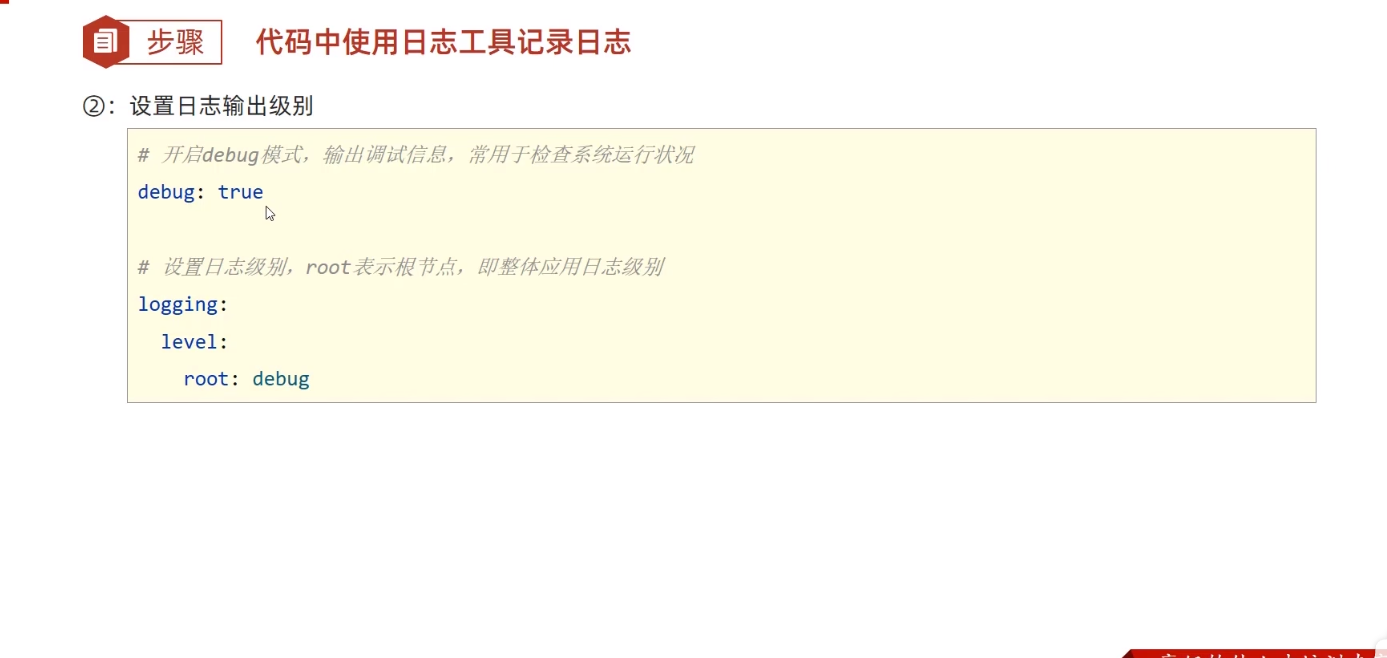 步骤 代码中使用日志工具记录日志
②：设置日志输出级别
# 开启debug模式，输出调试信息，常用于检查系统运行状况
debug: true
# 设置日志级别，root表示根节点，即整体应用日志级别
logging:
  level:
    root: debug